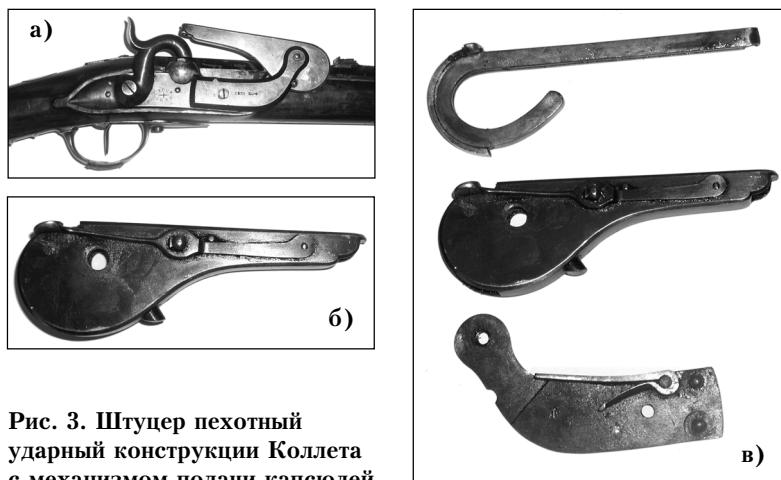 а)
б)
в)
Рис. 3. Штуцер пехотный
ударный конструкции Коллета
с механизмом подачи капсюлей